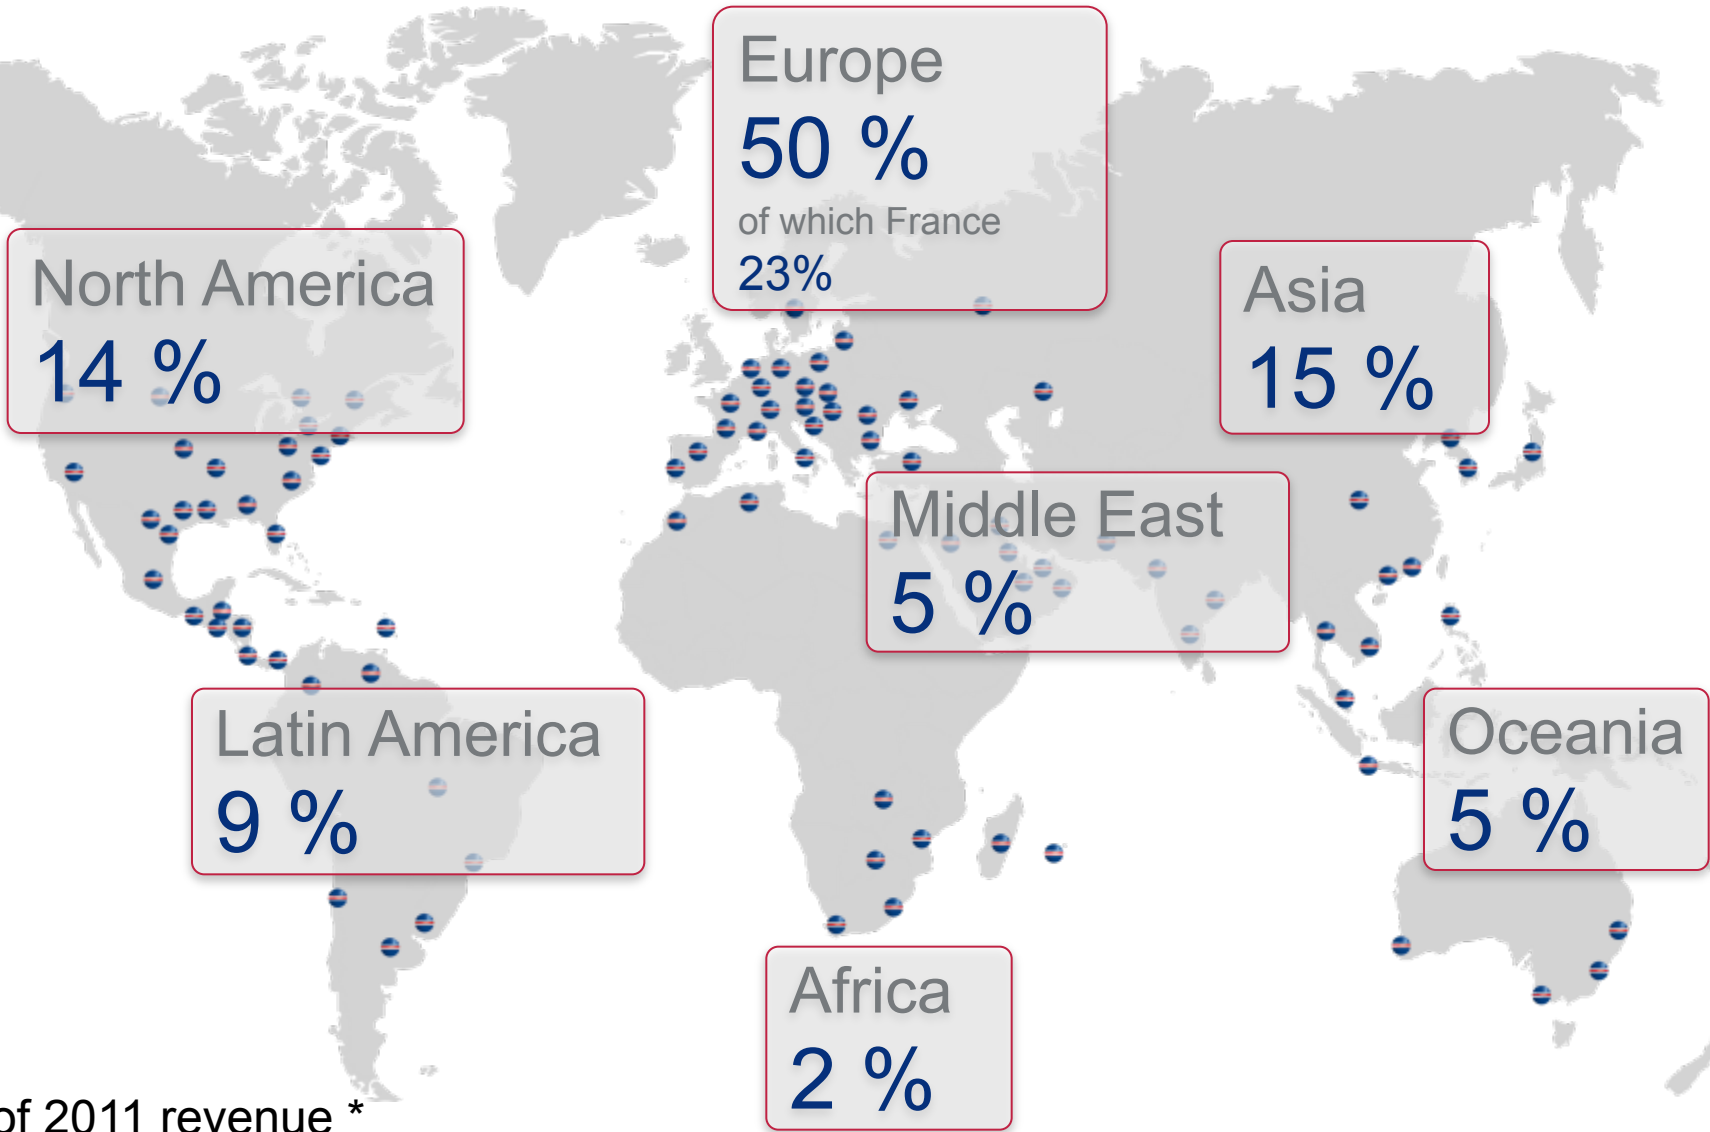 Europe
50 %
of which France
23%
North America
14 %
Asia
15 %
Middle East
5 %
Latin America
9 %
Oceania
5 %
Africa
2 %
of 2011 revenue *